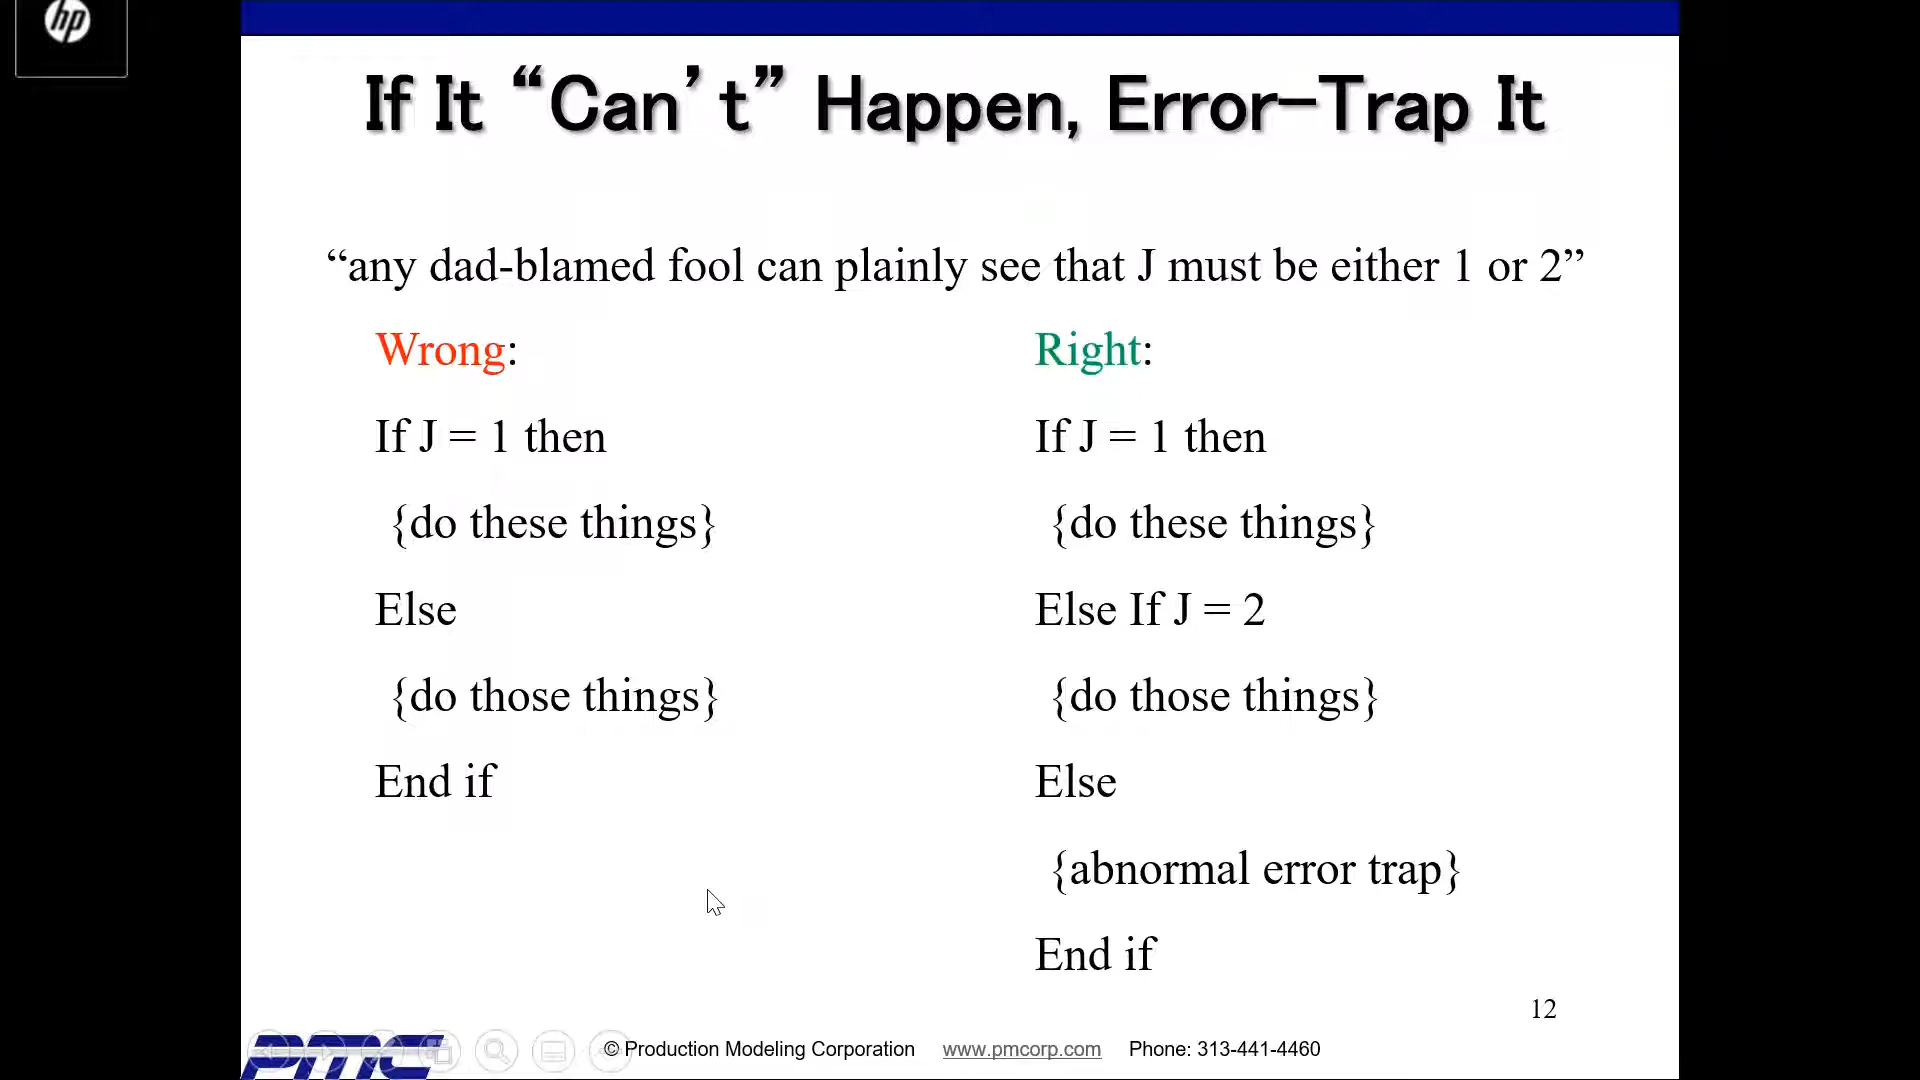 hp
If It “Can’t” Happen, Error-Trap It
“any dad-blamed fool can plainly see that J must be either 1 or 2”
Wrong:
If J = 1 then
{do these things}
Else
{do those things}
End if
Right:
If J = 1 then
{do these things}
Else If J = 2
{do those things}
Else
{abnormal error trap}
End if
12
PMC
© Production Modeling Corporation www.pmcorp.com Phone: 313-441-4460